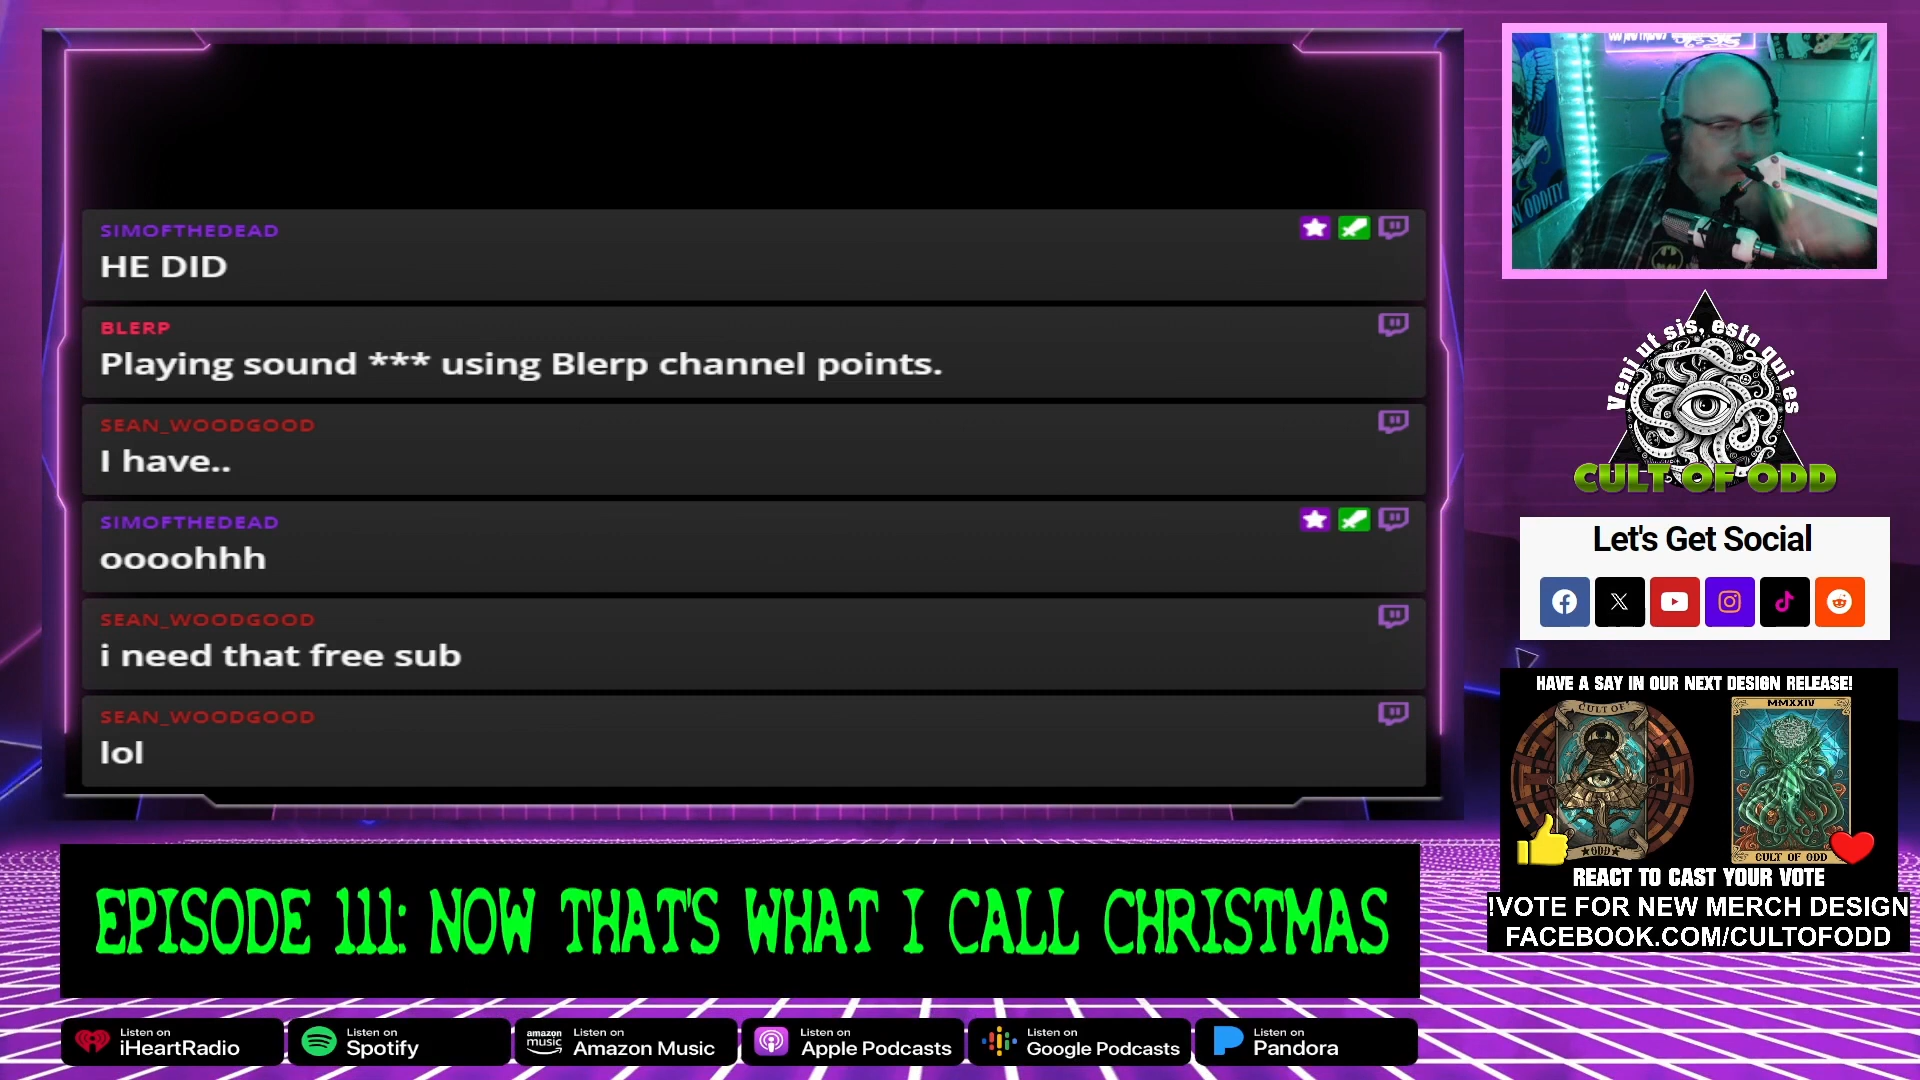 SIMOFTHEDEAD
HE DID
BLERP
Playing sound *** using Blerp channel points.
SEAN_WOODGOOD
I have..
SIMOFTHEDEAD
oooohhh
SEAN_WOODGOOD
i need that free sub
SEAN_WOODGOOD
lol
EPISODE 111: NOW THAT'S WHAT I CALL CHRISTMAS
Listen on
iHeartRadio
Listen on
Spotify
amazon
music
Listen on
Amazon Music
Listen on
Apple Podcasts
Listen on
Google Podcasts
Listen on
Pandora
N ODDITY
Veni ut sis, esto qui es
CULT OF ODD
Let's Get Social
HAVE A SAY IN OUR NEXT DESIGN RELEASE!
CULT OF
ODD
MMXXIV
CULT OF ODD
REACT TO CAST YOUR VOTE
!VOTE FOR NEW MERCH DESIGN
FACEBOOK.COM/CULTOFODD